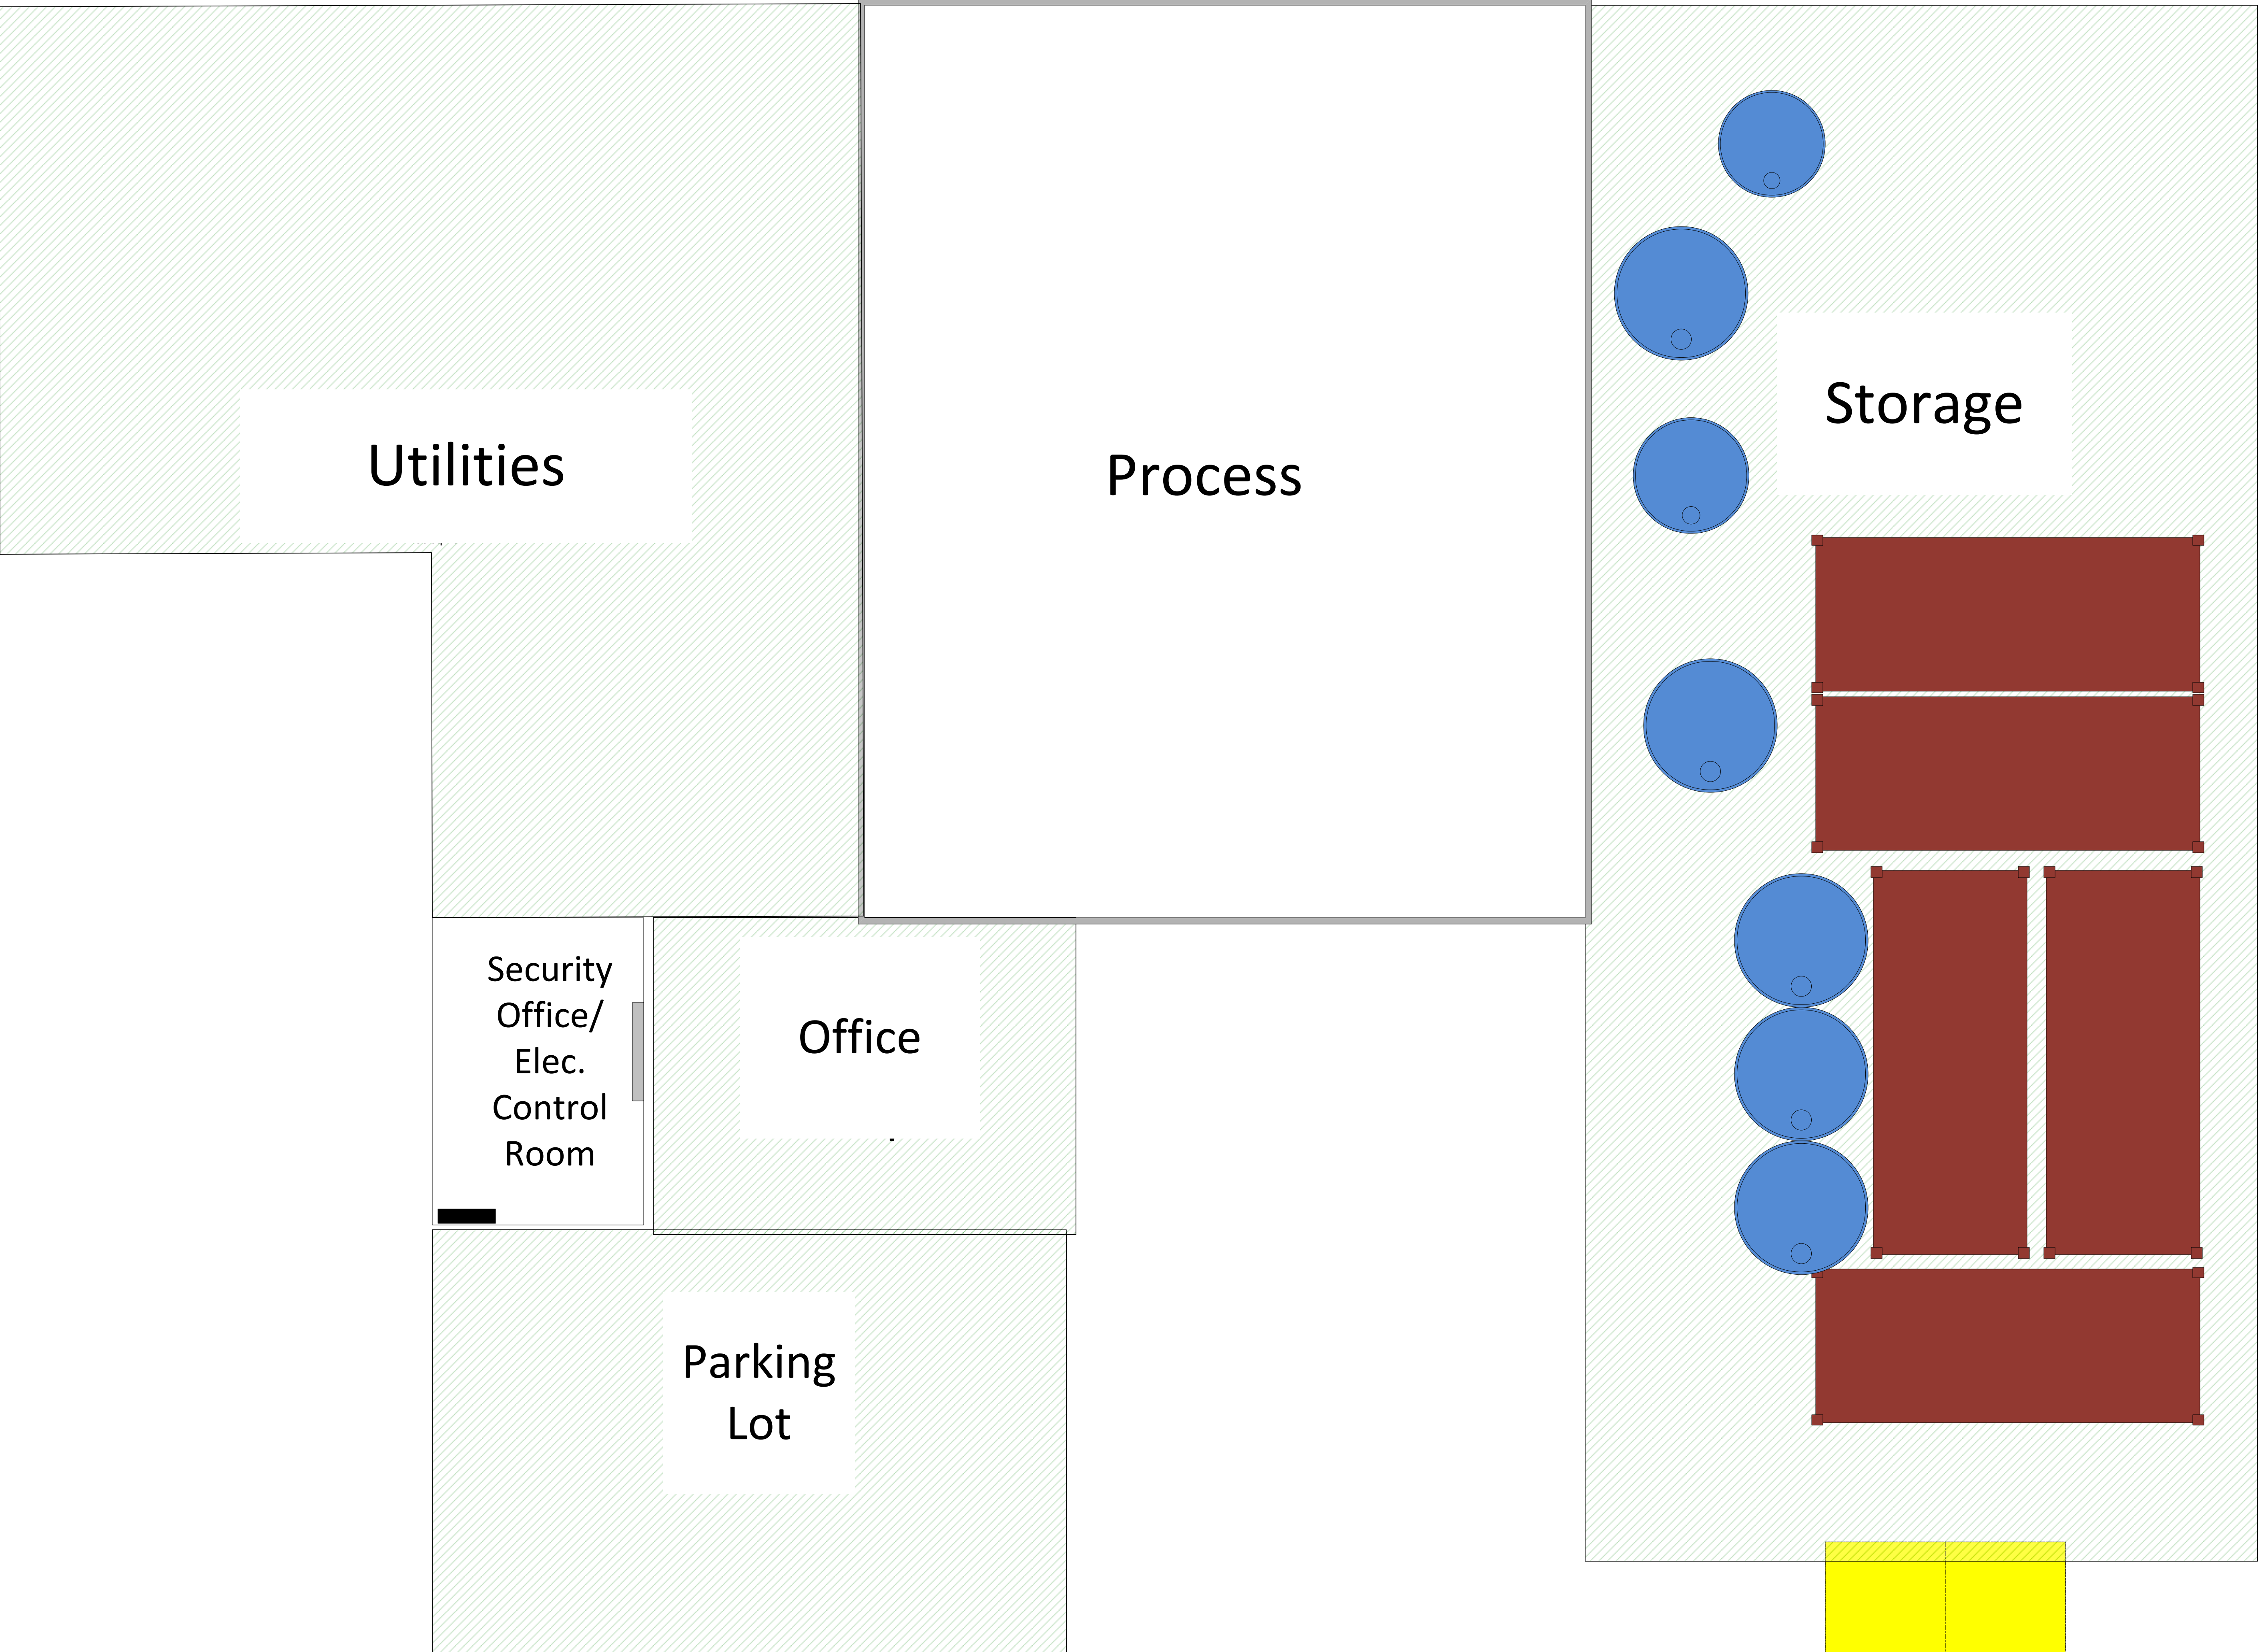 Utilities
Process
Storage
Security
Office/
Elec.
Control
Room
Office
Parking
Lot